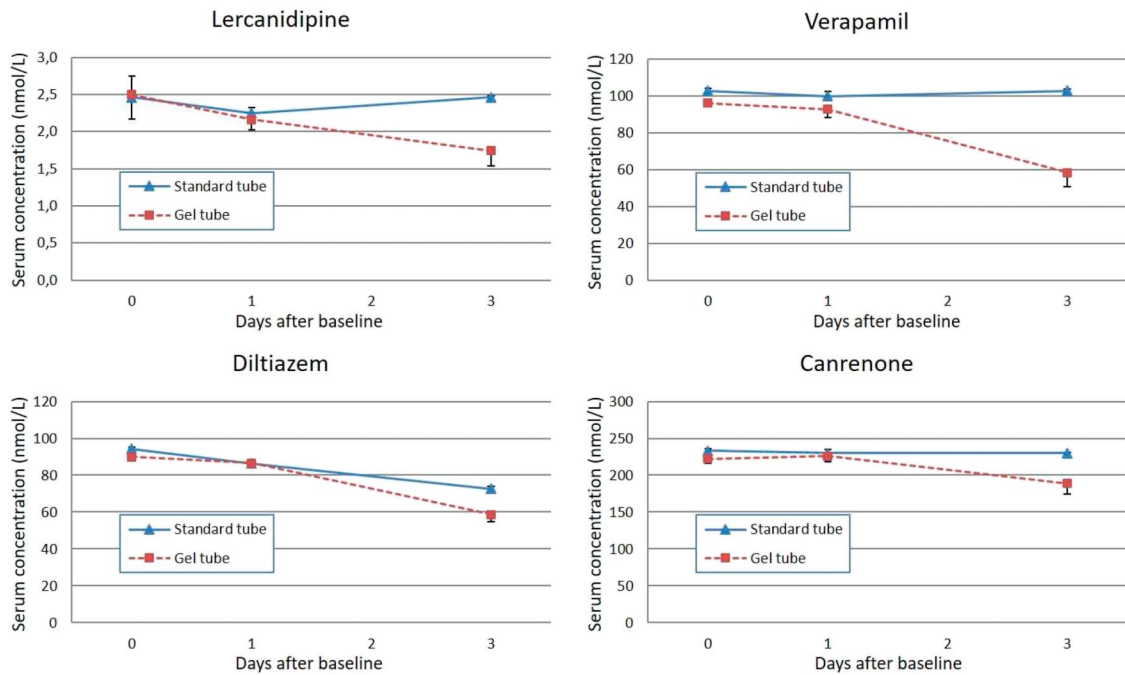 Lercanidipine
Serum concentration (nmol/L)
3,0
2,5
2,0
1,5
1,0
0,5
0,0
Standard tube
Gel tube
0 1 2 3
Days after baseline
Verapamil
Serum concentration (nmol/L)
120
100
80
60
40
20
0
Standard tube
Gel tube
0 1 2 3
Days after baseline
Diltiazem
Serum concentration (nmol/L)
120
100
80
60
40
20
0
Standard tube
Gel tube
0 1 2 3
Days after baseline
Canrenone
Serum concentration (nmol/L)
300
250
200
150
100
50
0
Standard tube
Gel tube
0 1 2 3
Days after baseline